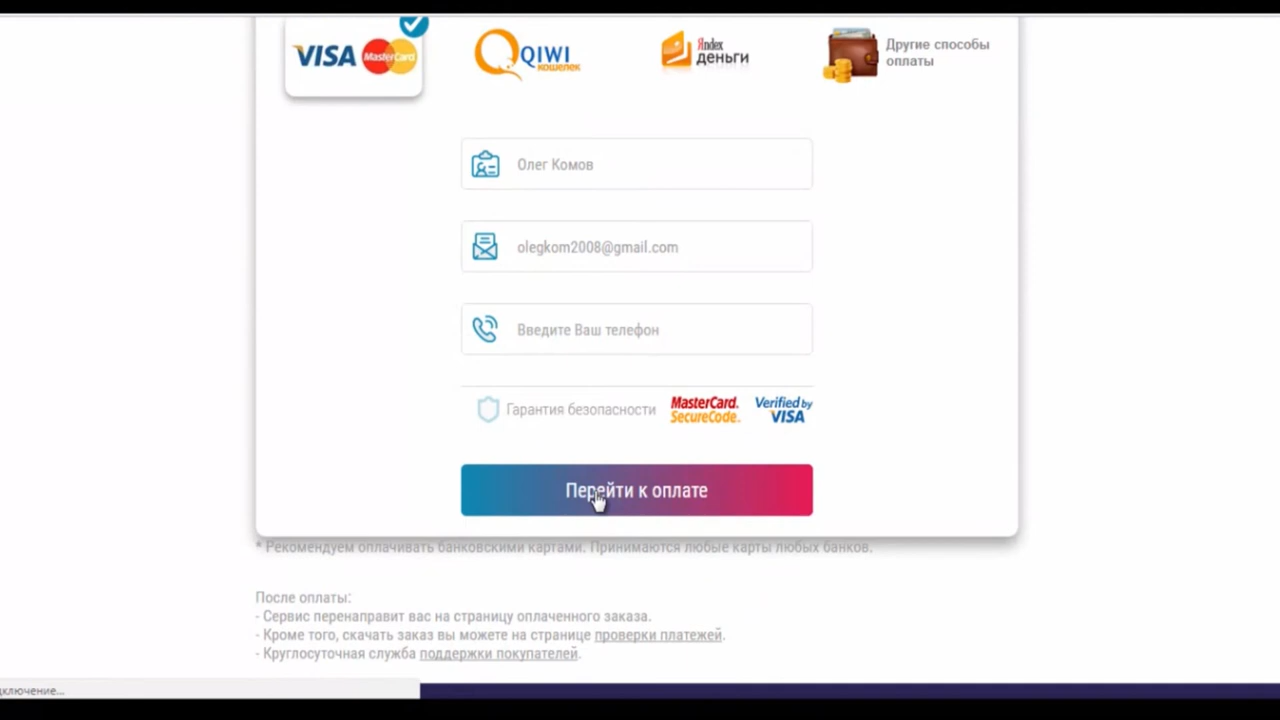 VISA MasterCard
QIWI
КОШЕЛЕК
Яndex
деньги
Другие способы
оплаты
Олег Комов
olegkom2008@gmail.com
Введите Ваш телефон
Гарантия безопасности
MasterCard.
SecureCode.
Verified by
VISA
Перейти к оплате
* Рекомендуем оплачивать банковскими картами. Принимаются любые карты любых банков.
После оплаты:
- Сервис перенаправит вас на страницу оплаченного заказа.
- Кроме того, скачать заказ вы можете на странице проверки платежей.
- Круглосуточная служба поддержки покупателей.
дключение...